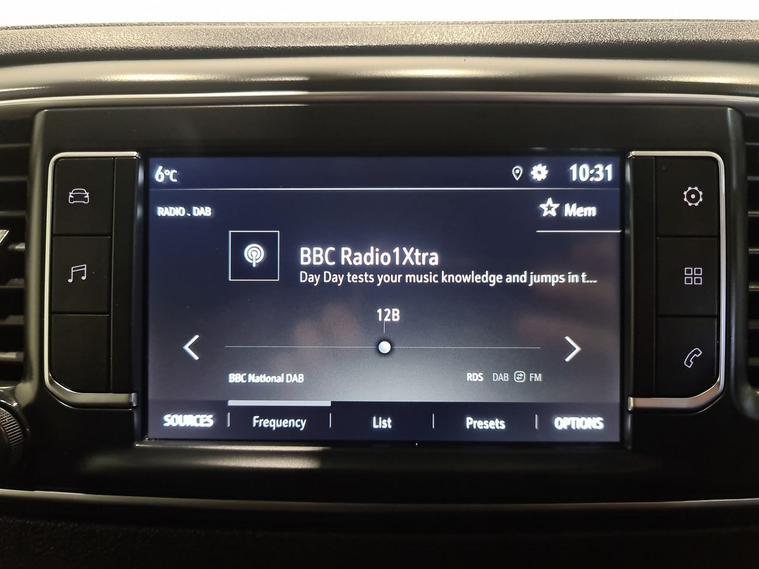 6°C 10:31
RADIO . DAB Mem
BBC Radio1Xtra
Day Day tests your music knowledge and jumps in t...
12B
BBC National DAB RDS DAB FM
SOURCES Frequency List Presets OPTIONS